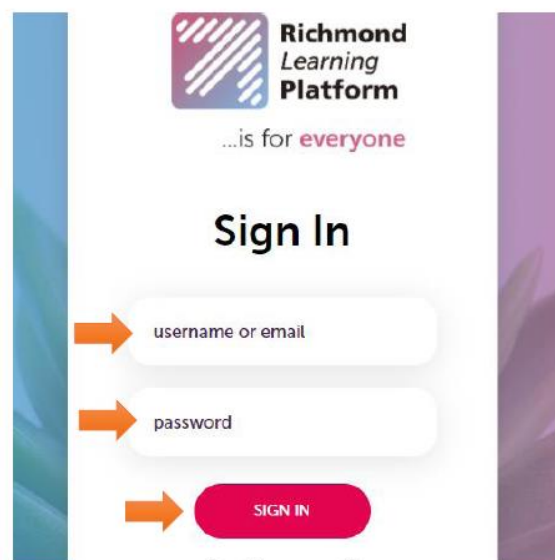 Richmond
Learning
Platform
...is for everyone
Sign In
username or email
password
SIGN IN